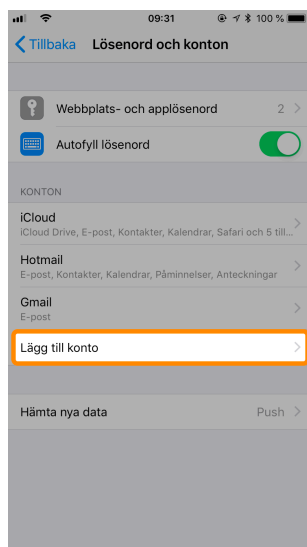 09:31 100 %
Tillbaka Lösenord och konton
Webbplats- och applösenord 2
Autofyll lösenord
KONTON
iCloud
iCloud Drive, E-post, Kontakter, Kalendrar, Safari och 5 till...
Hotmail
E-post, Kontakter, Kalendrar, Påminnelser, Anteckningar
Gmail
E-post
Lägg till konto
Hämta nya data Push